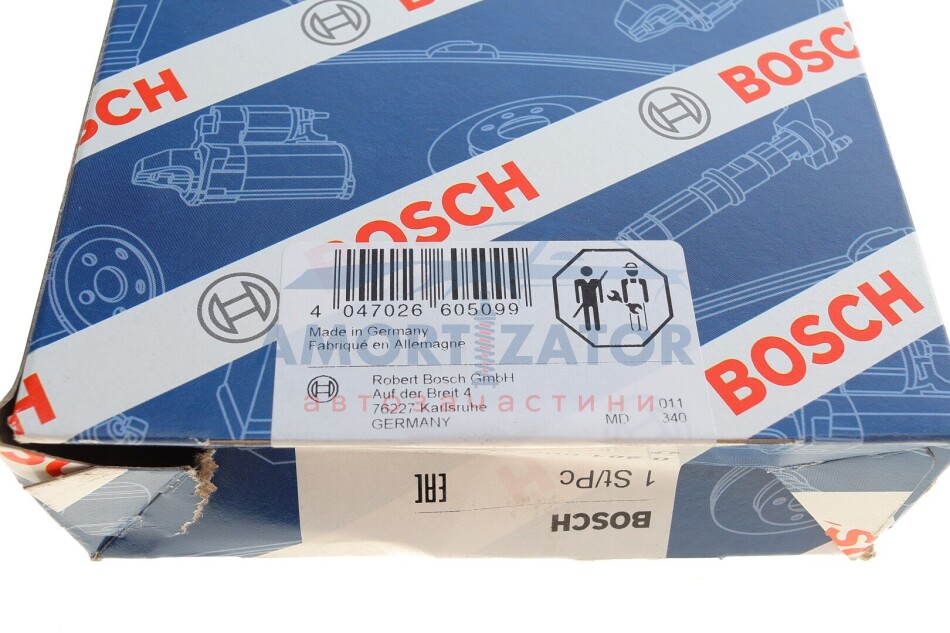 BOSCH
BOSCH
BOSCH
BOSCH
4 047026 605099
Made in Germany
Fabriqué en Allemagne
AMORTIZATOR
автозапчастини
Robert Bosch GmbH
Auf der Breit 4
76227 Karlsruhe
GERMANY
011
MD 340
1 St/Pc
EAC
BOSCH